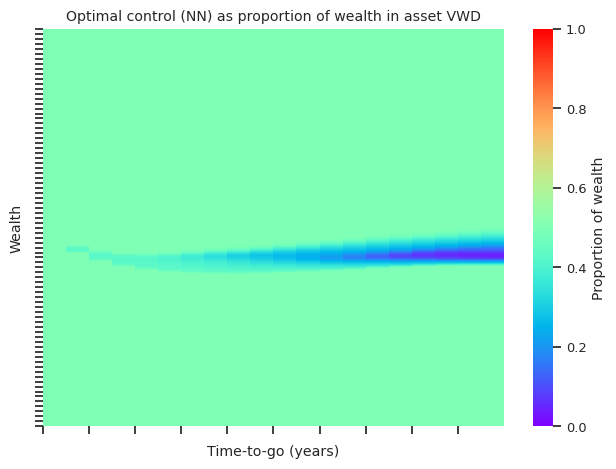 Optimal control (NN) as proportion of wealth in asset VWD
Wealth
Time-to-go (years)
1.0
0.8
0.6
0.4
0.2
0.0
Proportion of wealth